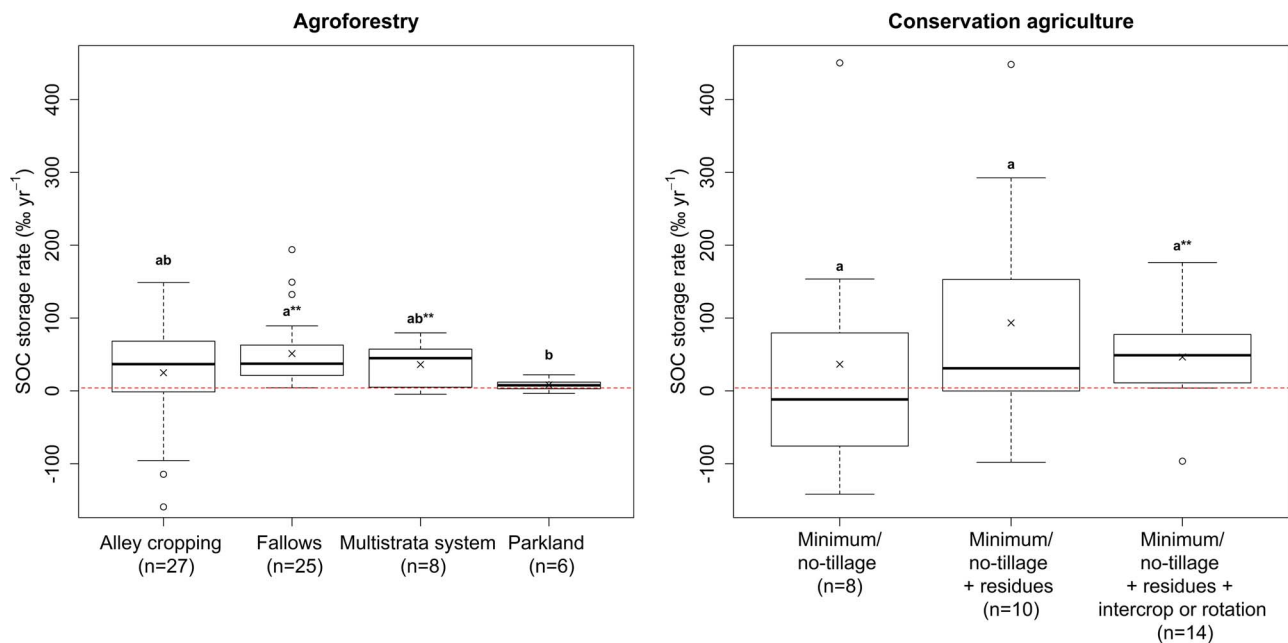 Agroforestry
SOC storage rate (‰ yr⁻¹)
400
300
200
100
0
-100
ab
a**
ab**
b
Alley cropping
(n=27)
Fallows
(n=25)
Multistrata system
(n=8)
Parkland
(n=6)
Conservation agriculture
SOC storage rate (‰ yr⁻¹)
400
300
200
100
0
-100
a
a
a**
Minimum/
no-tillage
(n=8)
Minimum/
no-tillage
+ residues
(n=10)
Minimum/
no-tillage
+ residues +
intercrop or rotation
(n=14)